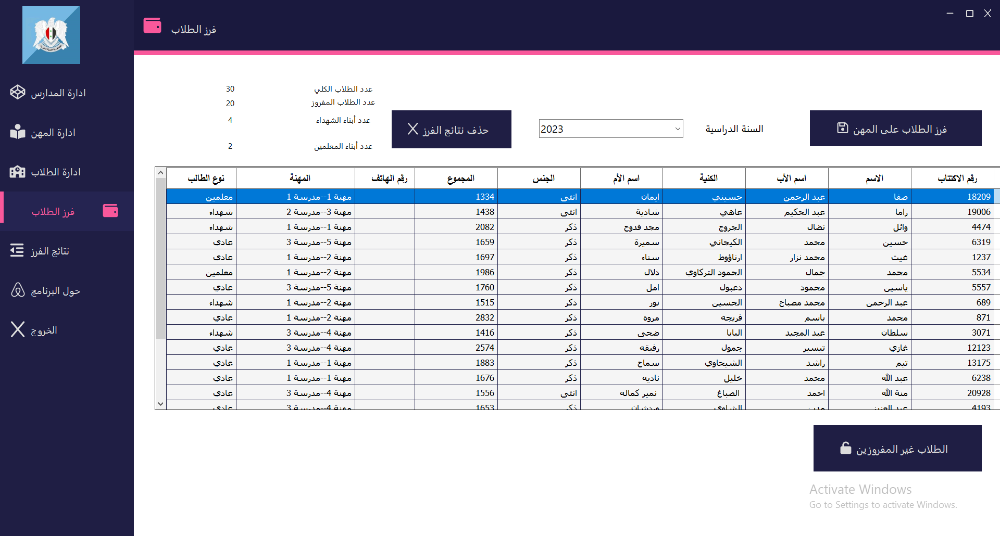 فرز الطلاب
ادارة المدارس
ادارة المهن
ادارة الطلاب
فرز الطلاب
نتائج الفرز
حول البرنامج
الخروج
عدد الطلاب الكلي 30
عدد الطلاب المفروز 20
عدد أبناء الشهداء 4
عدد أبناء المعلمين 2
فرز الطلاب على المهن
السنة الدراسية 2023
حذف نتائج الفرز
رقم الاكتتاب الاسم اسم الأب الكنية اسم الأم الجنس المجموع رقم الهاتف المهنة نوع الطالب
18209 صفا عبد الرحمن حسيني ايمان انثى 1334 مهنة 1--مدرسة 1 معلمين
19006 راما عبد الحكيم عاهي شادية انثى 1438 مهنة 3--مدرسة 2 شهداء
4474 وائل نضال الجروح مجد قدوح ذكر 2082 مهنة 1--مدرسة 1 شهداء
6319 حسين محمد الكيجاني سميرة ذكر 1659 مهنة 5--مدرسة 3 عادي
1237 غيث محمد نزار ارناؤوط سناء ذكر 1697 مهنة 2--مدرسة 1 عادي
5534 محمد جمال الحمود التركاوي دلال ذكر 1986 مهنة 2--مدرسة 1 معلمين
5557 ياسين محمود دعبول امل ذكر 1760 مهنة 5--مدرسة 3 عادي
689 عبد الرحمن محمد مصباح الحسين نور ذكر 1515 مهنة 2--مدرسة 1 شهداء
871 محمد باسم فريجه مروه ذكر 2832 مهنة 2--مدرسة 1 عادي
3071 سلطان عبد المجيد البابا ضحى ذكر 1416 مهنة 4--مدرسة 3 شهداء
12123 غازي تيسير جمول رفيقه ذكر 2574 مهنة 4--مدرسة 3 عادي
13175 تيم راشد الشيحاوي سماح ذكر 1883 مهنة 1--مدرسة 1 عادي
6238 عبد الله محمد خليل ناديه ذكر 1676 مهنة 1--مدرسة 1 عادي
20928 منة الله احمد الصباغ نمير كماله انثى 1556 مهنة 4--مدرسة 3 عادي
4193 عبد العزيز ذكر 1653 مهنة 4--مدرسة 3 عادي
الطلاب غير المفروزين
Activate Windows
Go to Settings to activate Windows.